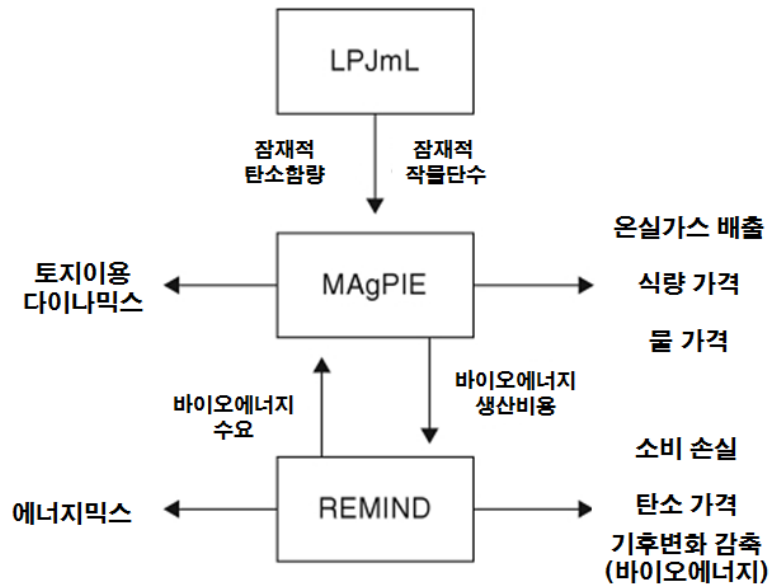 LPJmL
잠재적
탄소함량
잠재적
작물단수
온실가스 배출
토지이용
다이나믹스
MAgPIE
식량 가격
물 가격
바이오에너지
수요
바이오에너지
생산비용
소비 손실
에너지믹스
REMIND
탄소 가격
기후변화 감축
(바이오에너지)